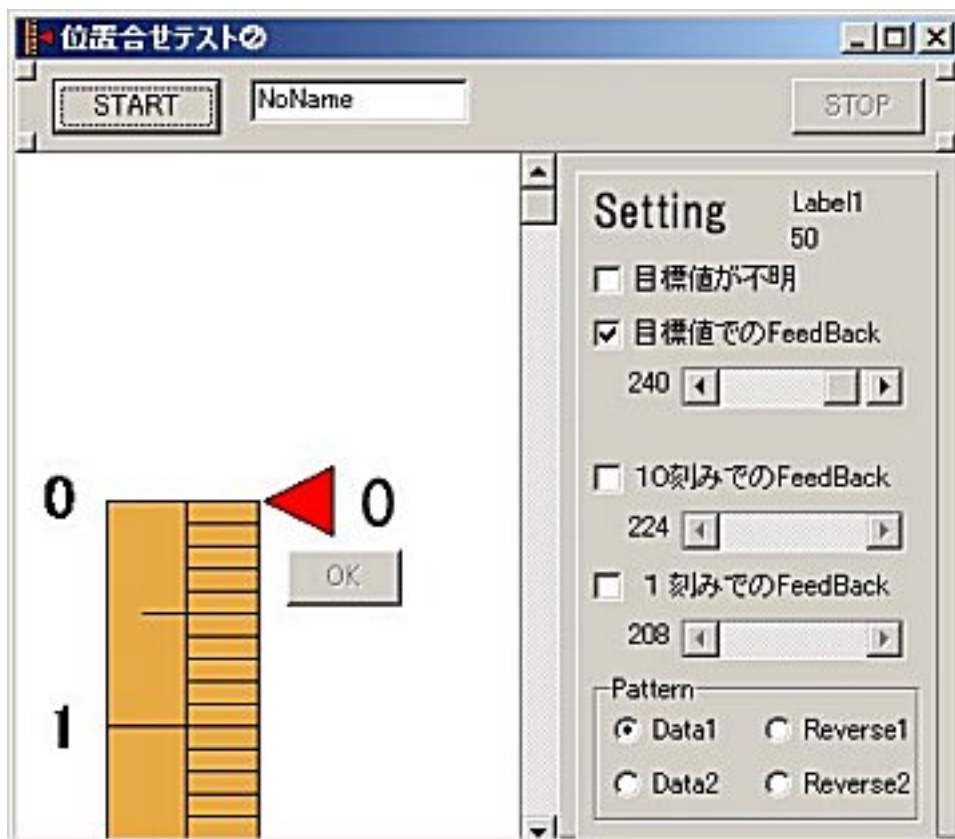 位置合せテスト②
START
NoName
STOP
Setting
Label1
50
目標値が不明
目標値でのFeedBack
240
10刻みでのFeedBack
224
1刻みでのFeedBack
208
Pattern
Data1
Reverse1
Data2
Reverse2
0
0
OK
1